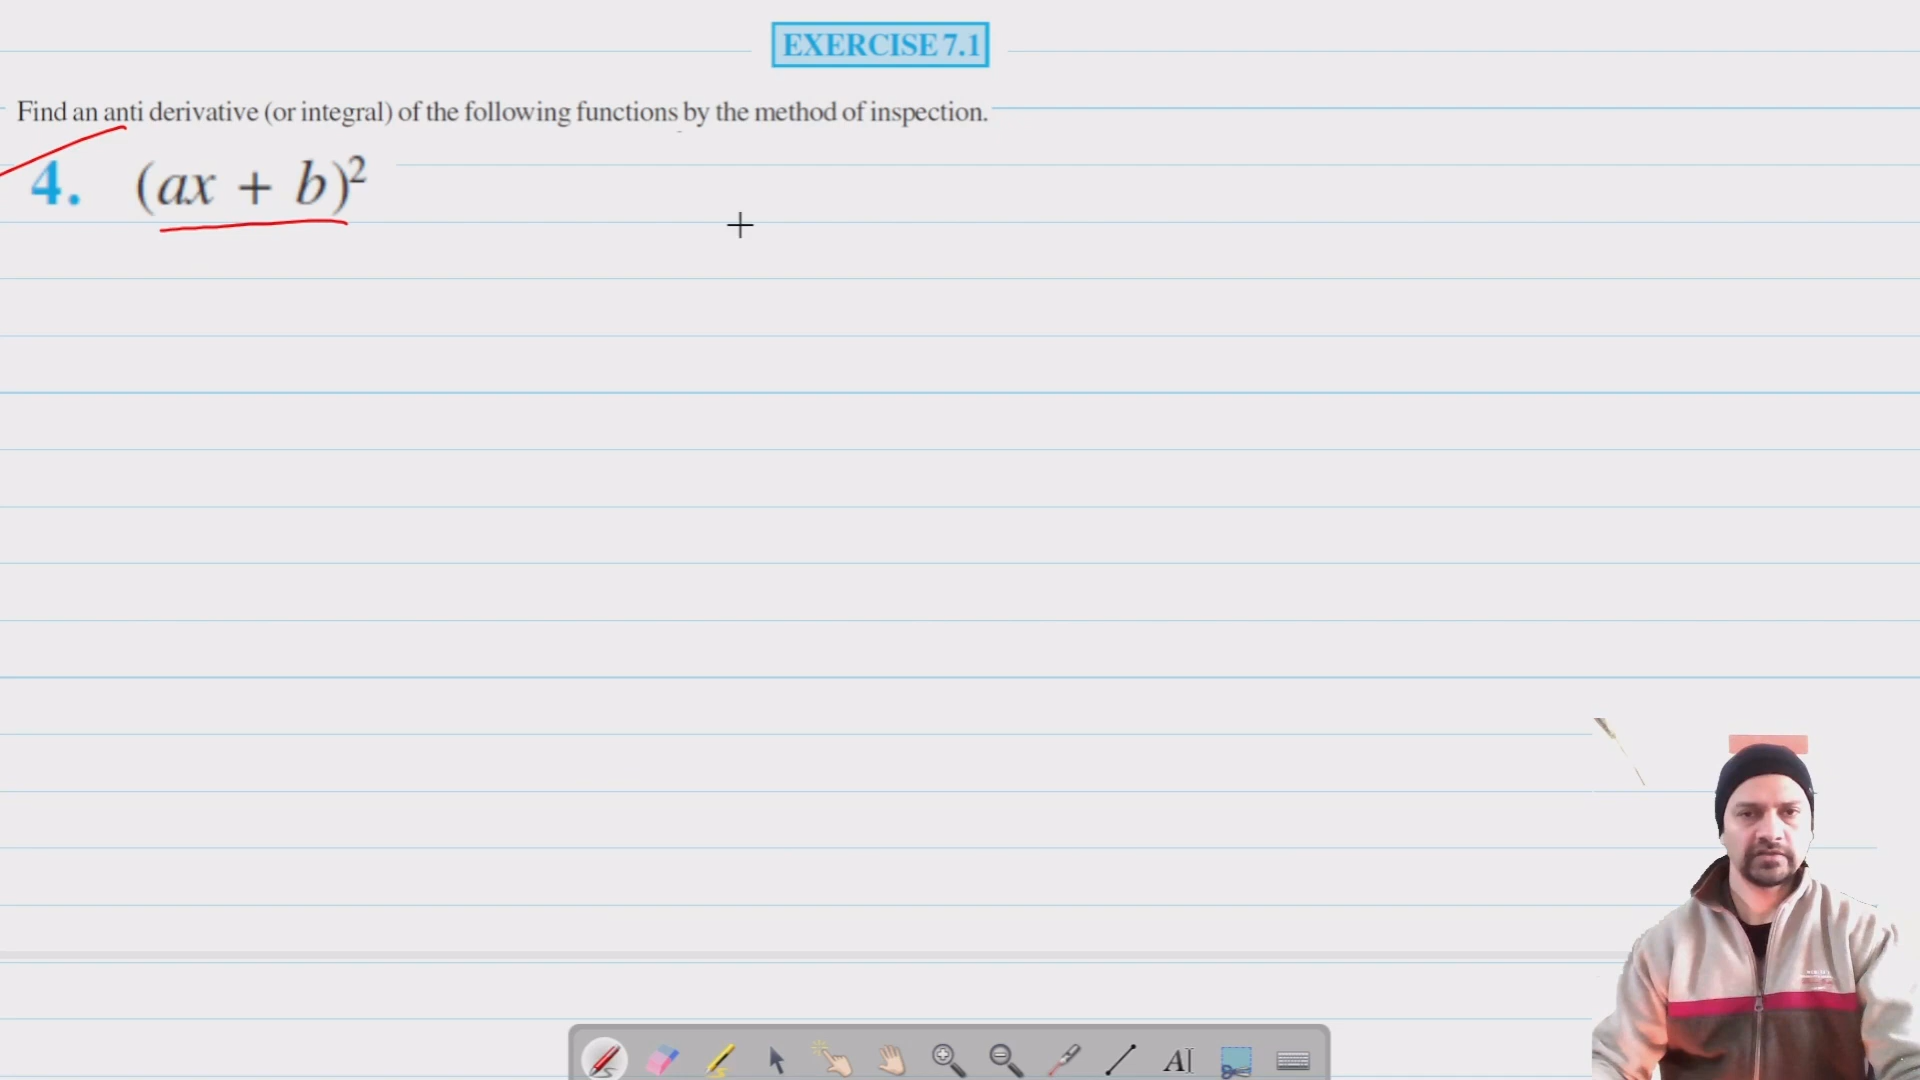 EXERCISE 7.1
Find an anti derivative (or integral) of the following functions by the method of inspection.
4. (ax + b)²
A